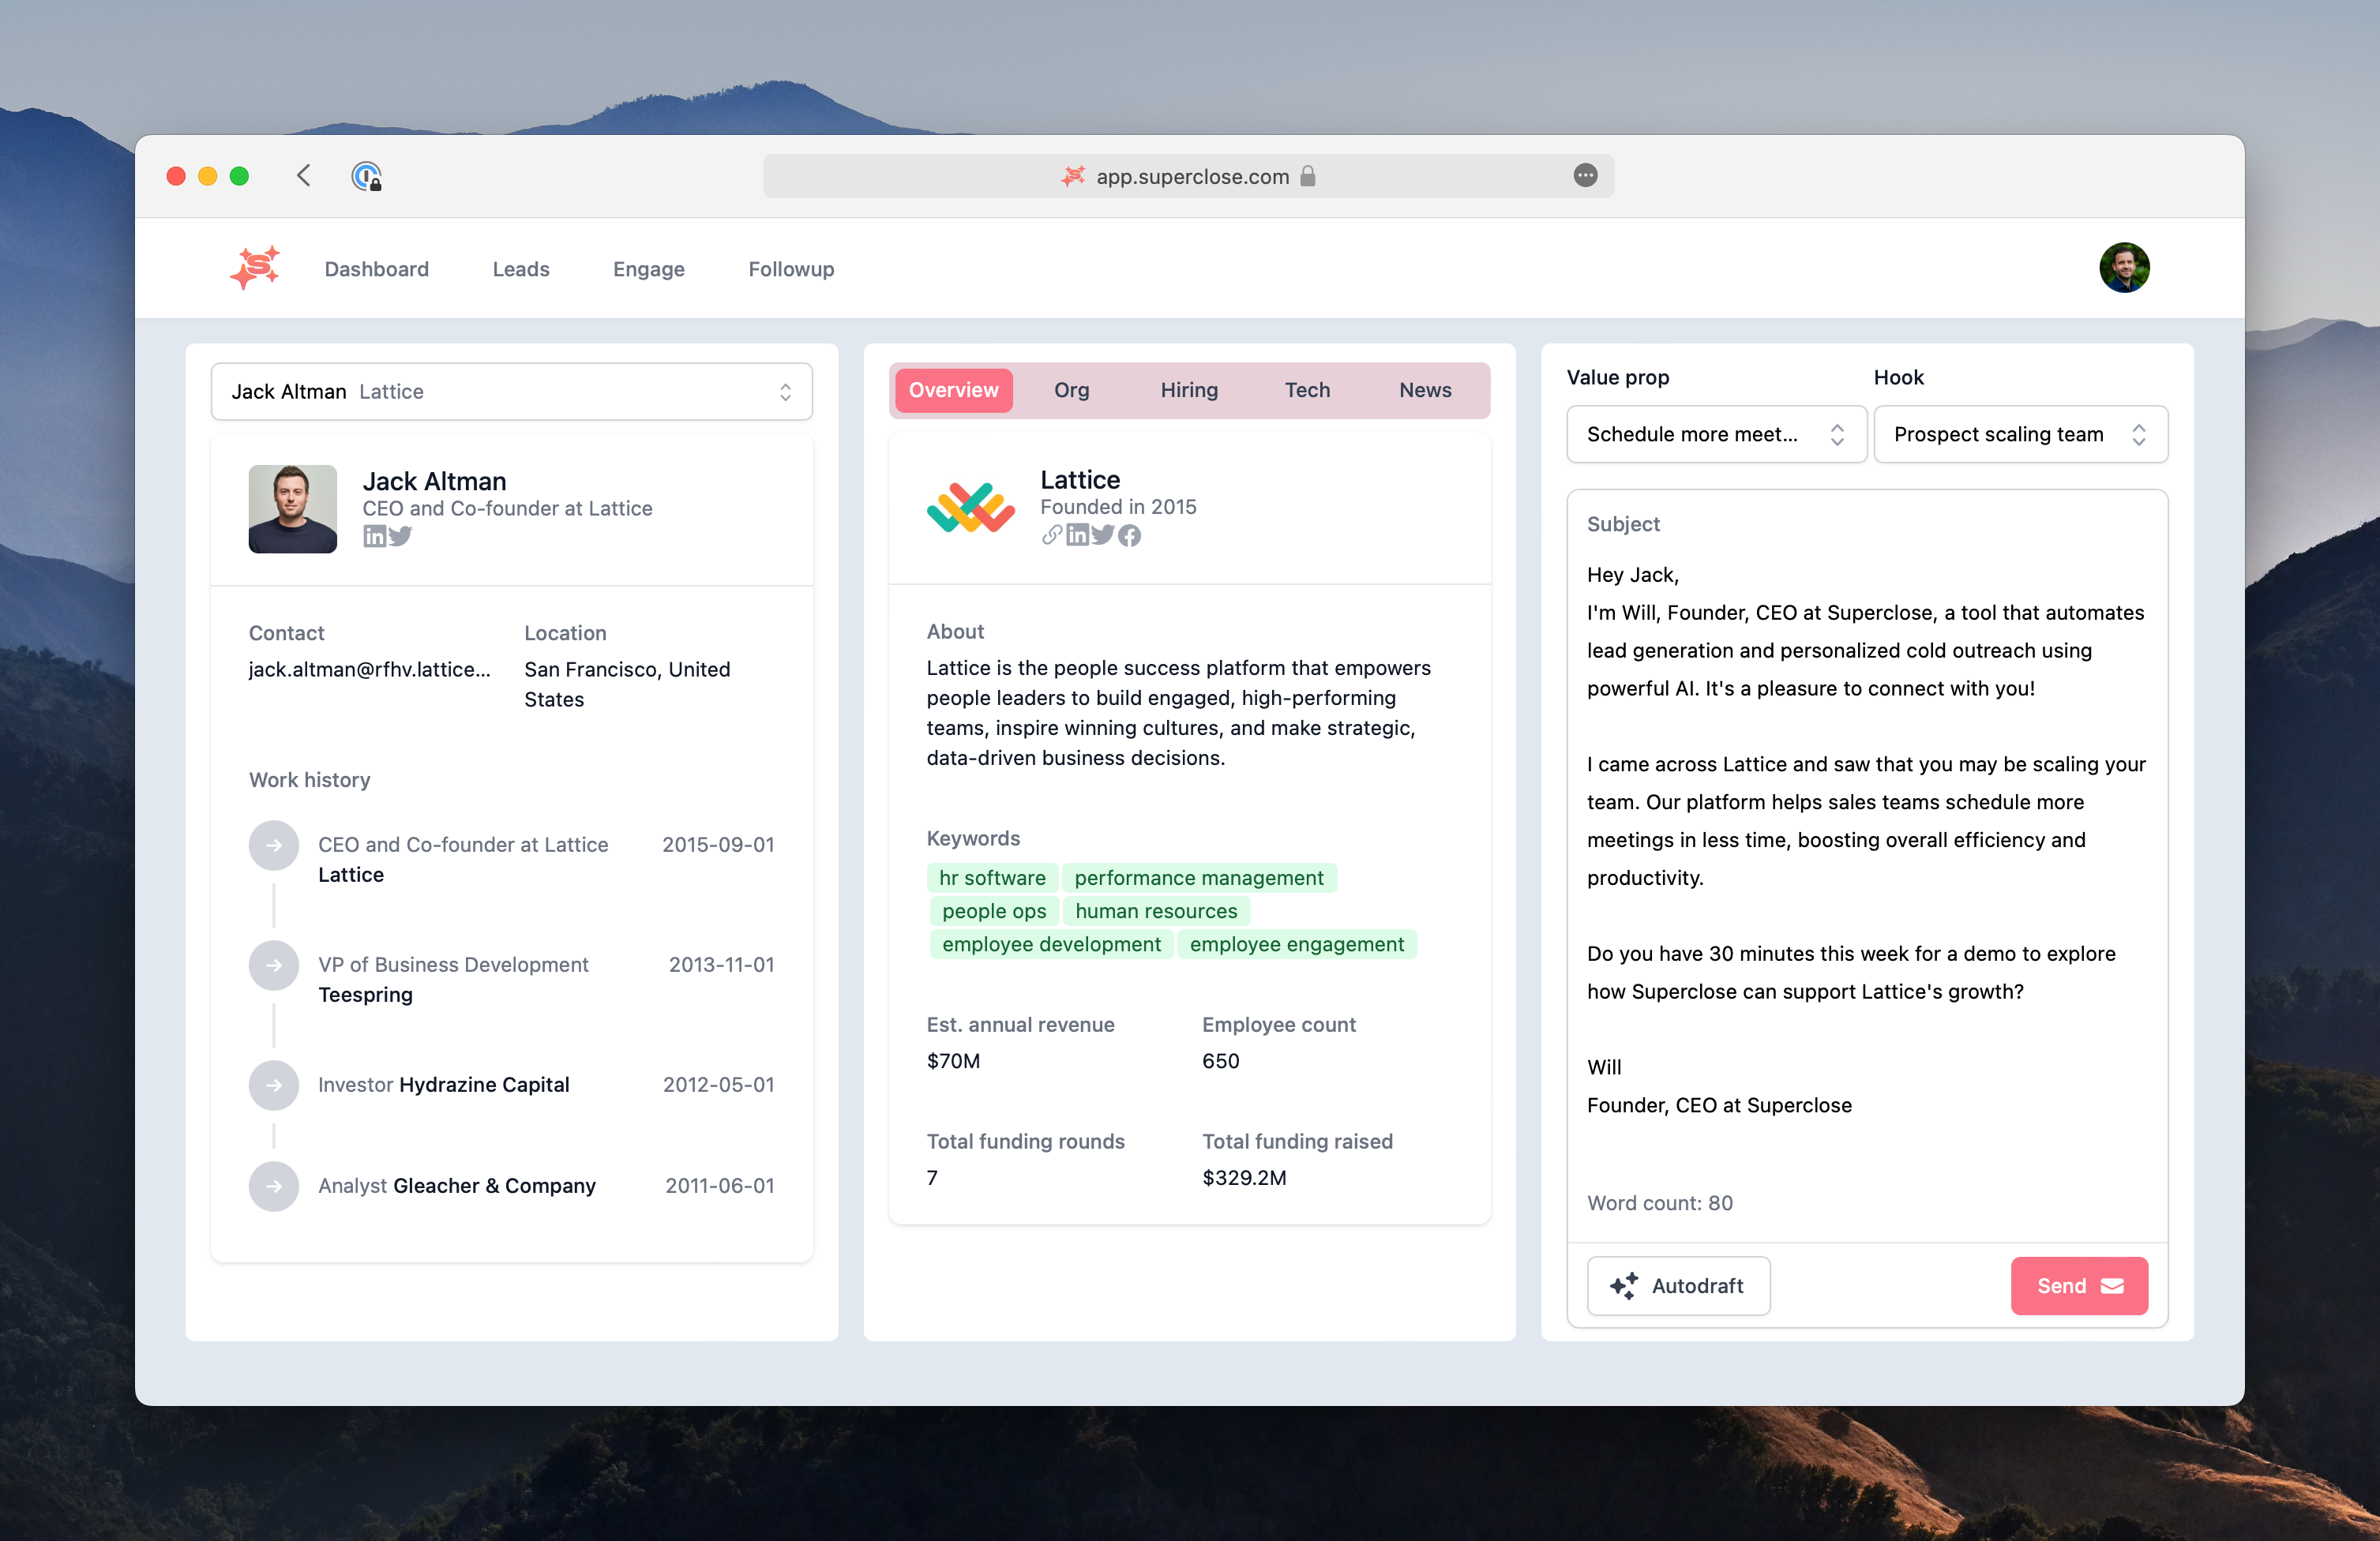 app.superclose.com
Dashboard
Leads
Engage
Followup
Jack Altman Lattice
Jack Altman
CEO and Co-founder at Lattice
Contact
jack.altman@rfhv.lattice...
Location
San Francisco, United
States
Work history
CEO and Co-founder at Lattice 2015-09-01
Lattice
VP of Business Development 2013-11-01
Teespring
Investor Hydrazine Capital 2012-05-01
Analyst Gleacher & Company 2011-06-01
Overview
Org
Hiring
Tech
News
Lattice
Founded in 2015
About
Lattice is the people success platform that empowers
people leaders to build engaged, high-performing
teams, inspire winning cultures, and make strategic,
data-driven business decisions.
Keywords
hr software performance management
people ops human resources
employee development employee engagement
Est. annual revenue
$70M
Employee count
650
Total funding rounds
7
Total funding raised
$329.2M
Value prop
Schedule more meet...
Hook
Prospect scaling team
Subject
Hey Jack,
I'm Will, Founder, CEO at Superclose, a tool that automates
lead generation and personalized cold outreach using
powerful AI. It's a pleasure to connect with you!
I came across Lattice and saw that you may be scaling your
team. Our platform helps sales teams schedule more
meetings in less time, boosting overall efficiency and
productivity.
Do you have 30 minutes this week for a demo to explore
how Superclose can support Lattice's growth?
Will
Founder, CEO at Superclose
Word count: 80
Autodraft
Send